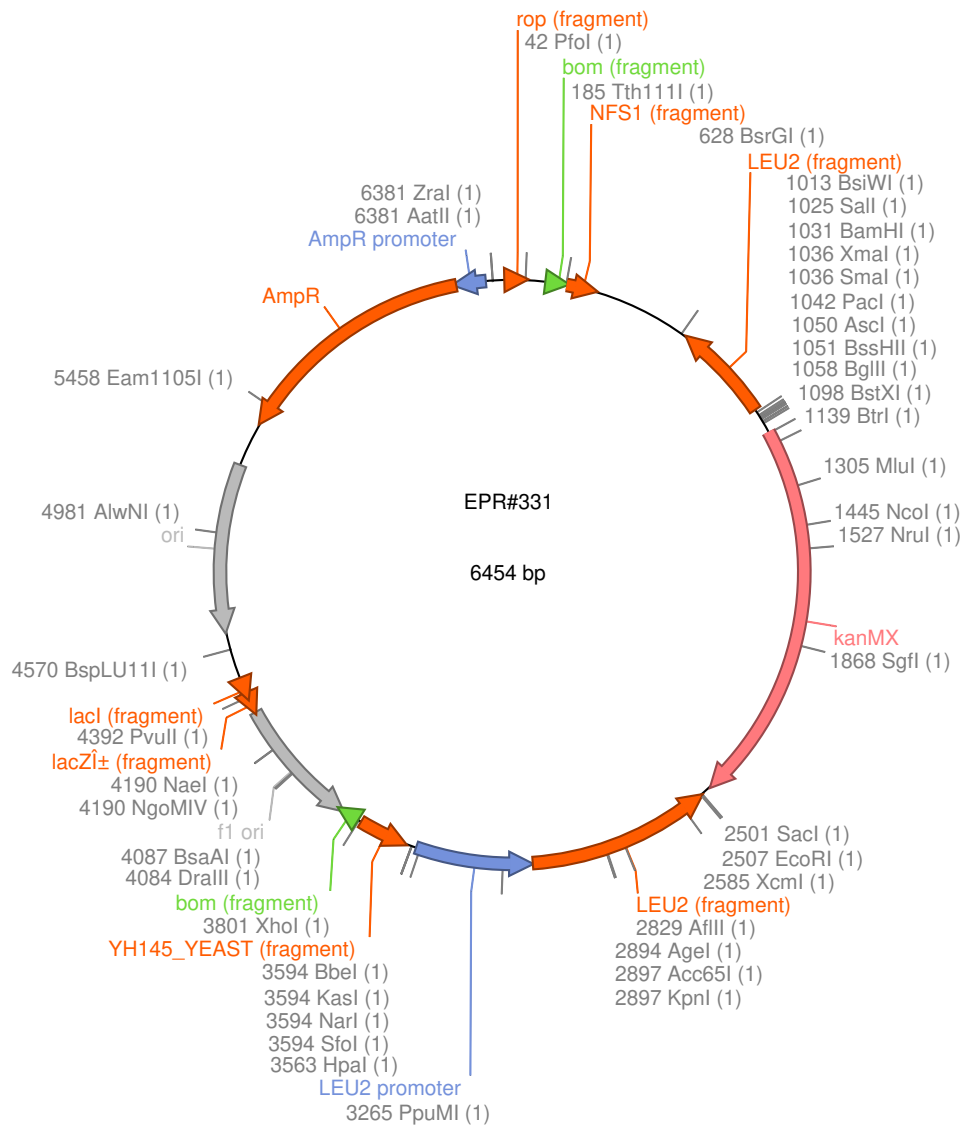 rop (fragment)
42 PfoI (1)
bom (fragment)
185 Tth111I (1)
NFS1 (fragment)
628 BsrGI (1)
LEU2 (fragment)
1013 BsiWI (1)
1025 SalI (1)
1031 BamHI (1)
1036 XmaI (1)
1036 SmaI (1)
1042 PacI (1)
1050 AscI (1)
1051 BssHII (1)
1058 BglII (1)
1098 BstXI (1)
1139 BtrI (1)
1305 MluI (1)
1445 NcoI (1)
1527 NruI (1)
kanMX
1868 SgfI (1)
2501 SacI (1)
2507 EcoRI (1)
2585 XcmI (1)
LEU2 (fragment)
2829 AflII (1)
2894 AgeI (1)
2897 Acc65I (1)
2897 KpnI (1)
3265 PpuMI (1)
LEU2 promoter
3563 HpaI (1)
3594 SfoI (1)
3594 NarI (1)
3594 KasI (1)
3594 BbeI (1)
YH145_YEAST (fragment)
3801 XhoI (1)
bom (fragment)
4084 DraIII (1)
4087 BsaAI (1)
f1 ori
4190 NgoMIV (1)
4190 NaeI (1)
lacZÎ± (fragment)
4392 PvuII (1)
lacI (fragment)
4570 BspLU11I (1)
ori
4981 AlwNI (1)
5458 Eam1105I (1)
AmpR
AmpR promoter
6381 AatII (1)
6381 ZraI (1)
EPR#331
6454 bp